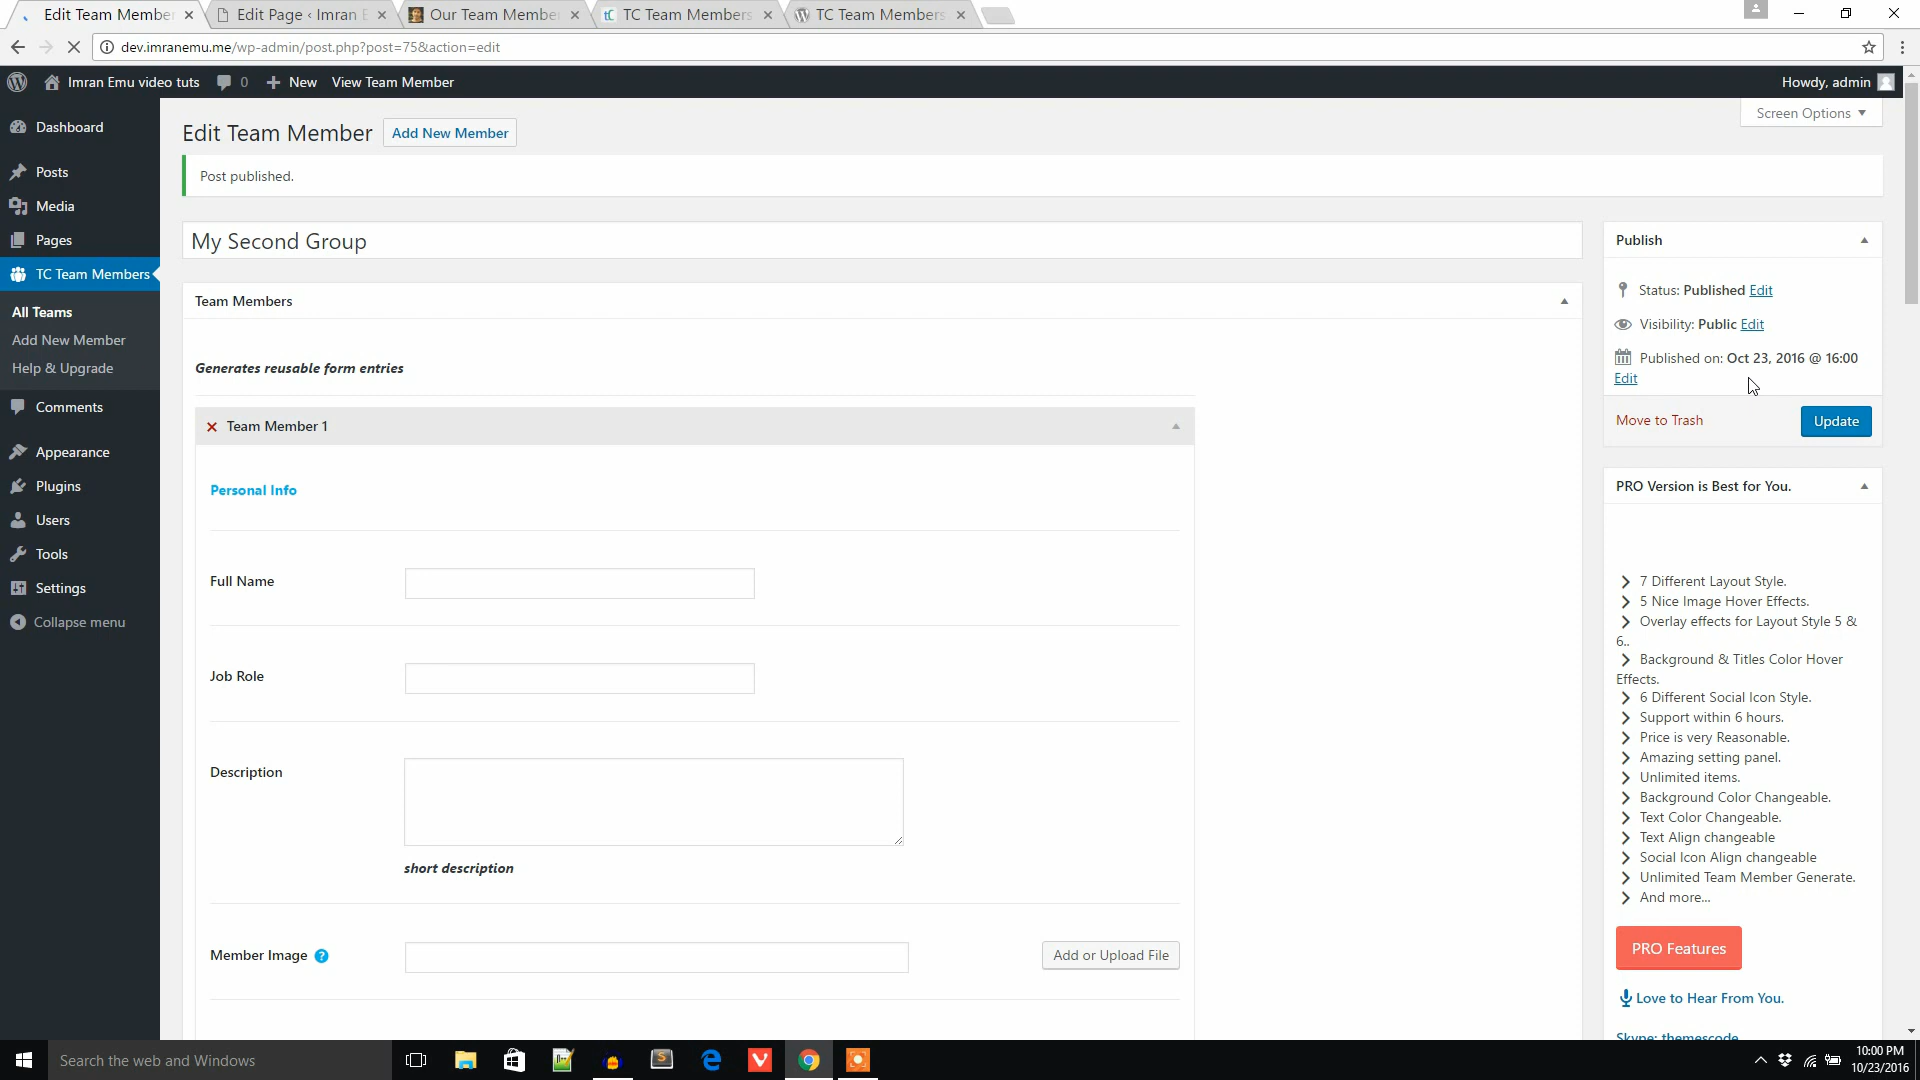 Edit Team Membe
Edit Page ‹ Imran E
Our Team Membe
tC TC Team Members
TC Team Members
dev.imranemu.me/wp-admin/post.php?post=75&action=edit
Imran Emu video tuts
0
New
View Team Member
Howdy, admin
Screen Options
Dashboard
Posts
Media
Pages
TC Team Members
All Teams
Add New Member
Help & Upgrade
Comments
Appearance
Plugins
Users
Tools
Settings
Collapse menu
Edit Team Member
Add New Member
Post published.
My Second Group
Team Members
Generates reusable form entries
Team Member 1
Personal Info
Full Name
Job Role
Description
short description
Member Image ?
Add or Upload File
Publish
Status: Published Edit
Visibility: Public Edit
Published on: Oct 23, 2016 @ 16:00
Edit
Move to Trash
Update
PRO Version is Best for You.
7 Different Layout Style.
5 Nice Image Hover Effects.
Overlay effects for Layout Style 5 &
6..
Background & Titles Color Hover
Effects.
6 Different Social Icon Style.
Support within 6 hours.
Price is very Reasonable.
Amazing setting panel.
Unlimited items.
Background Color Changeable.
Text Color Changeable.
Text Align changeable
Social Icon Align changeable
Unlimited Team Member Generate.
And more...
PRO Features
Love to Hear From You.
Skype: themescode
Search the web and Windows
10:00 PM
10/23/2016